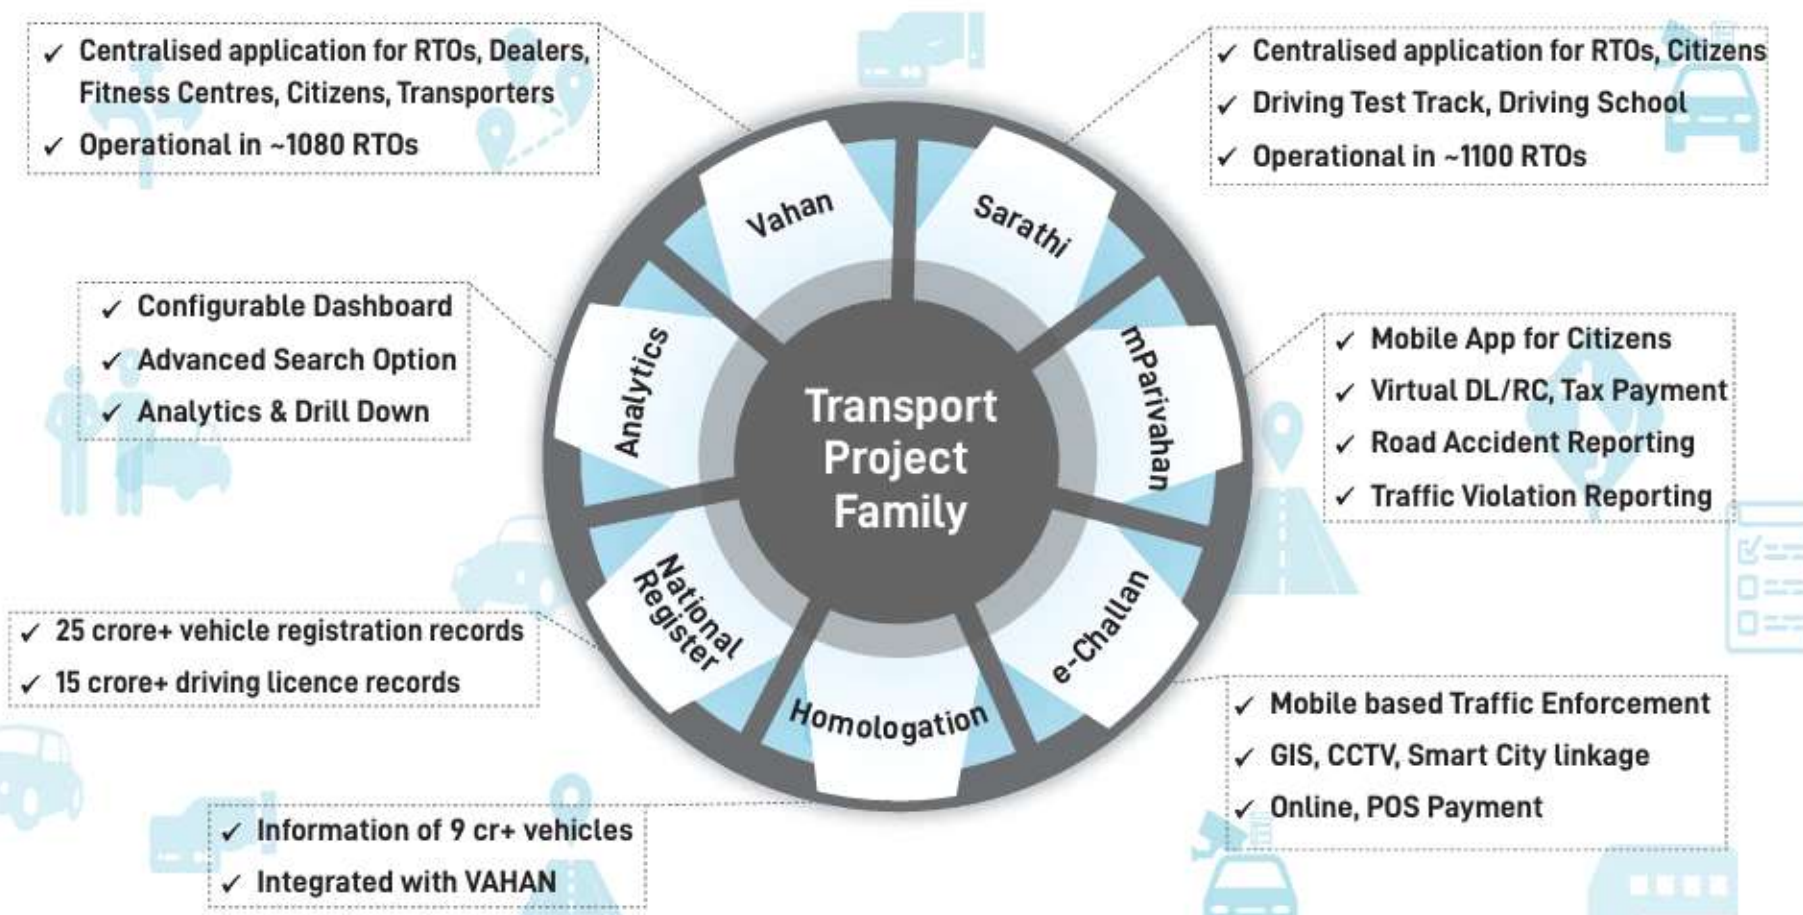 ✓ Centralised application for RTOs, Dealers,
Fitness Centres, Citizens, Transporters
✓ Operational in ~1080 RTOs
✓ Centralised application for RTOs, Citizens
✓ Driving Test Track, Driving School
✓ Operational in ~1100 RTOs
Vahan
Sarathi
✓ Configurable Dashboard
✓ Advanced Search Option
✓ Analytics & Drill Down
Analytics
Transport
Project
Family
mParivahan
✓ Mobile App for Citizens
✓ Virtual DL/RC, Tax Payment
✓ Road Accident Reporting
✓ Traffic Violation Reporting
✓ 25 crore+ vehicle registration records
✓ 15 crore+ driving licence records
National
Register
Homologation
e-Challan
✓ Mobile based Traffic Enforcement
✓ GIS, CCTV, Smart City linkage
✓ Online, POS Payment
✓ Information of 9 cr+ vehicles
✓ Integrated with VAHAN